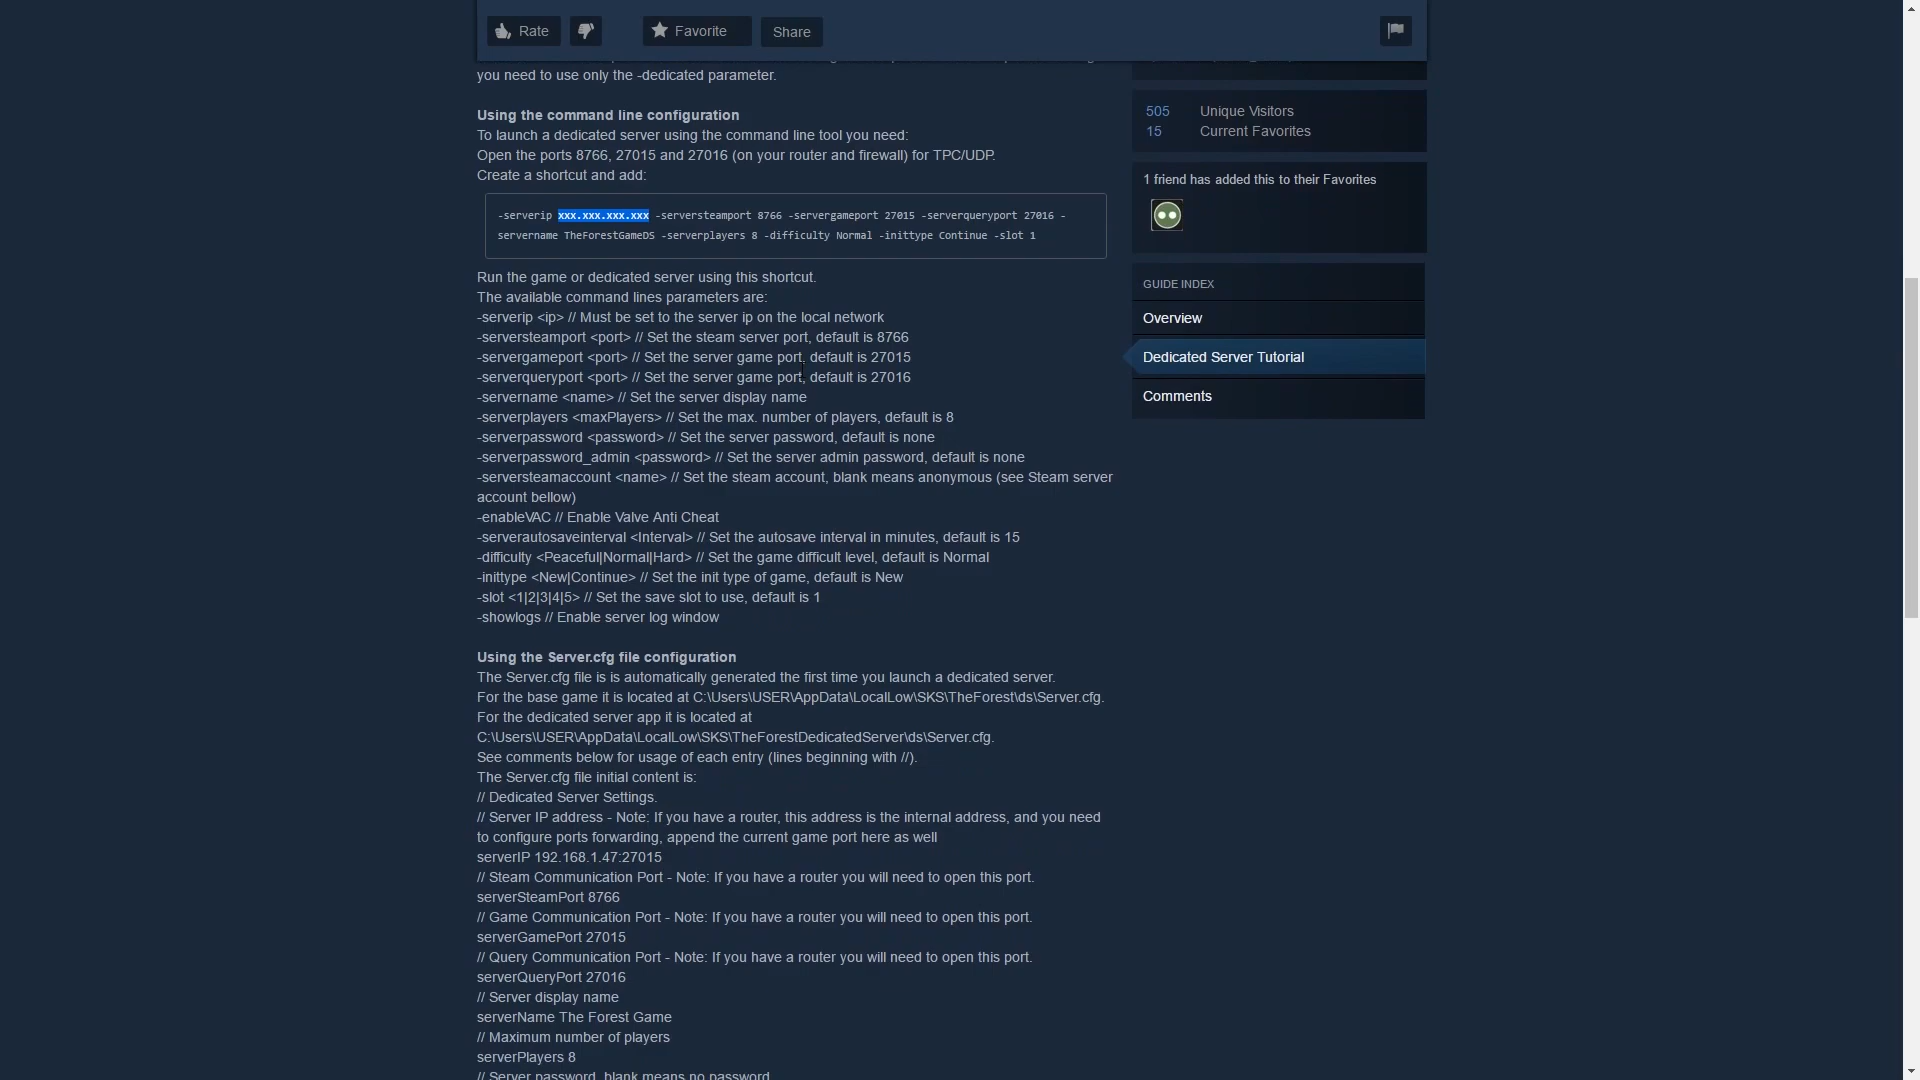 Rate
Favorite
Share
you need to use only the -dedicated parameter.
Using the command line configuration
To launch a dedicated server using the command line tool you need:
Open the ports 8766, 27015 and 27016 (on your router and firewall) for TPC/UDP.
Create a shortcut and add:
-serverip xxx.xxx.xxx.xxx -serversteamport 8766 -servergameport 27015 -serverqueryport 27016 -
servername TheForestGameDS -serverplayers 8 -difficulty Normal -inittype Continue -slot 1
Run the game or dedicated server using this shortcut.
The available command lines parameters are:
-serverip <ip> // Must be set to the server ip on the local network
-serversteamport <port> // Set the steam server port, default is 8766
-servergameport <port> // Set the server game port, default is 27015
-serverqueryport <port> // Set the server game port, default is 27016
-servername <name> // Set the server display name
-serverplayers <maxPlayers> // Set the max. number of players, default is 8
-serverpassword <password> // Set the server password, default is none
-serverpassword_admin <password> // Set the server admin password, default is none
-serversteamaccount <name> // Set the steam account, blank means anonymous (see Steam server
account bellow)
-enableVAC // Enable Valve Anti Cheat
-serverautosaveinterval <Interval> // Set the autosave interval in minutes, default is 15
-difficulty <Peaceful|Normal|Hard> // Set the game difficult level, default is Normal
-inittype <New|Continue> // Set the init type of game, default is New
-slot <1|2|3|4|5> // Set the save slot to use, default is 1
-showlogs // Enable server log window
Using the Server.cfg file configuration
The Server.cfg file is is automatically generated the first time you launch a dedicated server.
For the base game it is located at C:\Users\USER\AppData\LocalLow\SKS\TheForest\ds\Server.cfg.
For the dedicated server app it is located at
C:\Users\USER\AppData\LocalLow\SKS\TheForestDedicatedServer\ds\Server.cfg.
See comments below for usage of each entry (lines beginning with //).
The Server.cfg file initial content is:
// Dedicated Server Settings.
// Server IP address - Note: If you have a router, this address is the internal address, and you need
to configure ports forwarding, append the current game port here as well
serverIP 192.168.1.47:27015
// Steam Communication Port - Note: If you have a router you will need to open this port.
serverSteamPort 8766
// Game Communication Port - Note: If you have a router you will need to open this port.
serverGamePort 27015
// Query Communication Port - Note: If you have a router you will need to open this port.
serverQueryPort 27016
// Server display name
serverName The Forest Game
// Maximum number of players
serverPlayers 8
// Server password, blank means no password
505 Unique Visitors
15 Current Favorites
1 friend has added this to their Favorites
GUIDE INDEX
Overview
Dedicated Server Tutorial
Comments